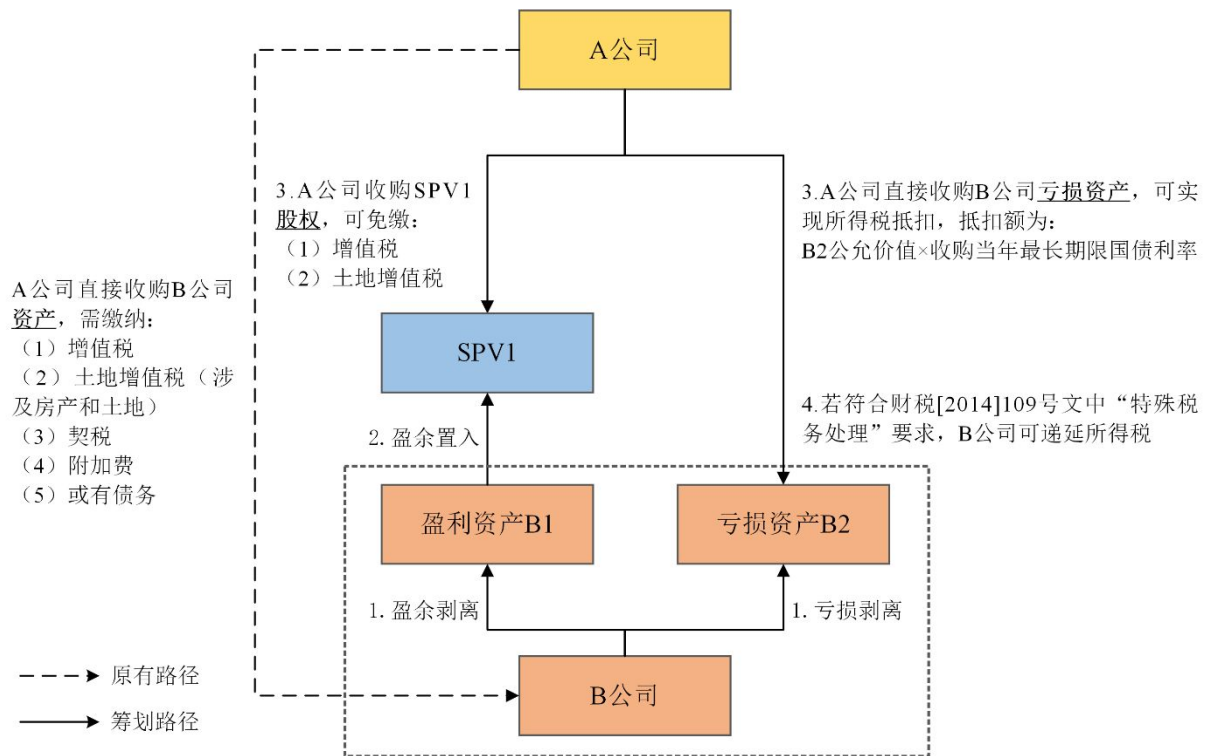 A公司
3.A公司收购SPV1
股权，可免缴：
（1）增值税
（2）土地增值税
3.A公司直接收购B公司亏损资产，可实
现所得税抵扣，抵扣额为：
B2公允价值×收购当年最长期限国债利率
A公司直接收购B公司
资产，需缴纳：
（1）增值税
（2）土地增值税（涉
及房产和土地）
（3）契税
（4）附加费
（5）或有债务
SPV1
2.盈余置入
4.若符合财税[2014]109号文中“特殊税
务处理”要求，B公司可递延所得税
盈利资产B1
亏损资产B2
1.盈余剥离
1.亏损剥离
B公司
原有路径
筹划路径